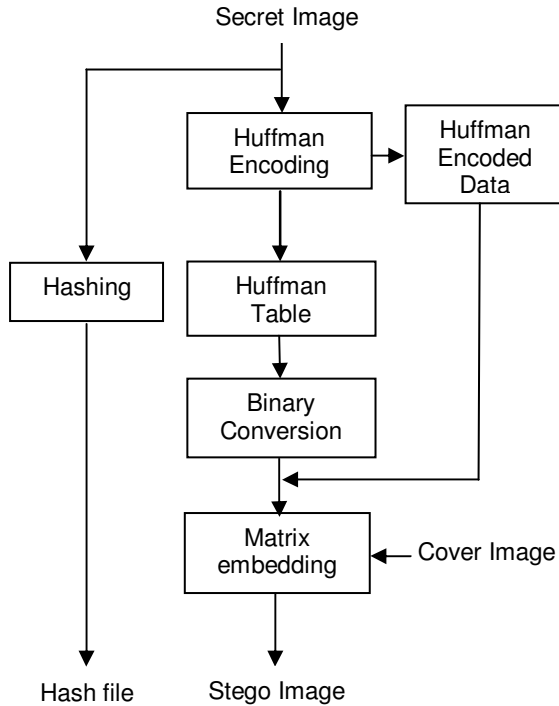 Secret Image
Huffman
Encoding
Huffman
Encoded
Data
Hashing
Huffman
Table
Binary
Conversion
Matrix
embedding
Cover Image
Hash file
Stego Image